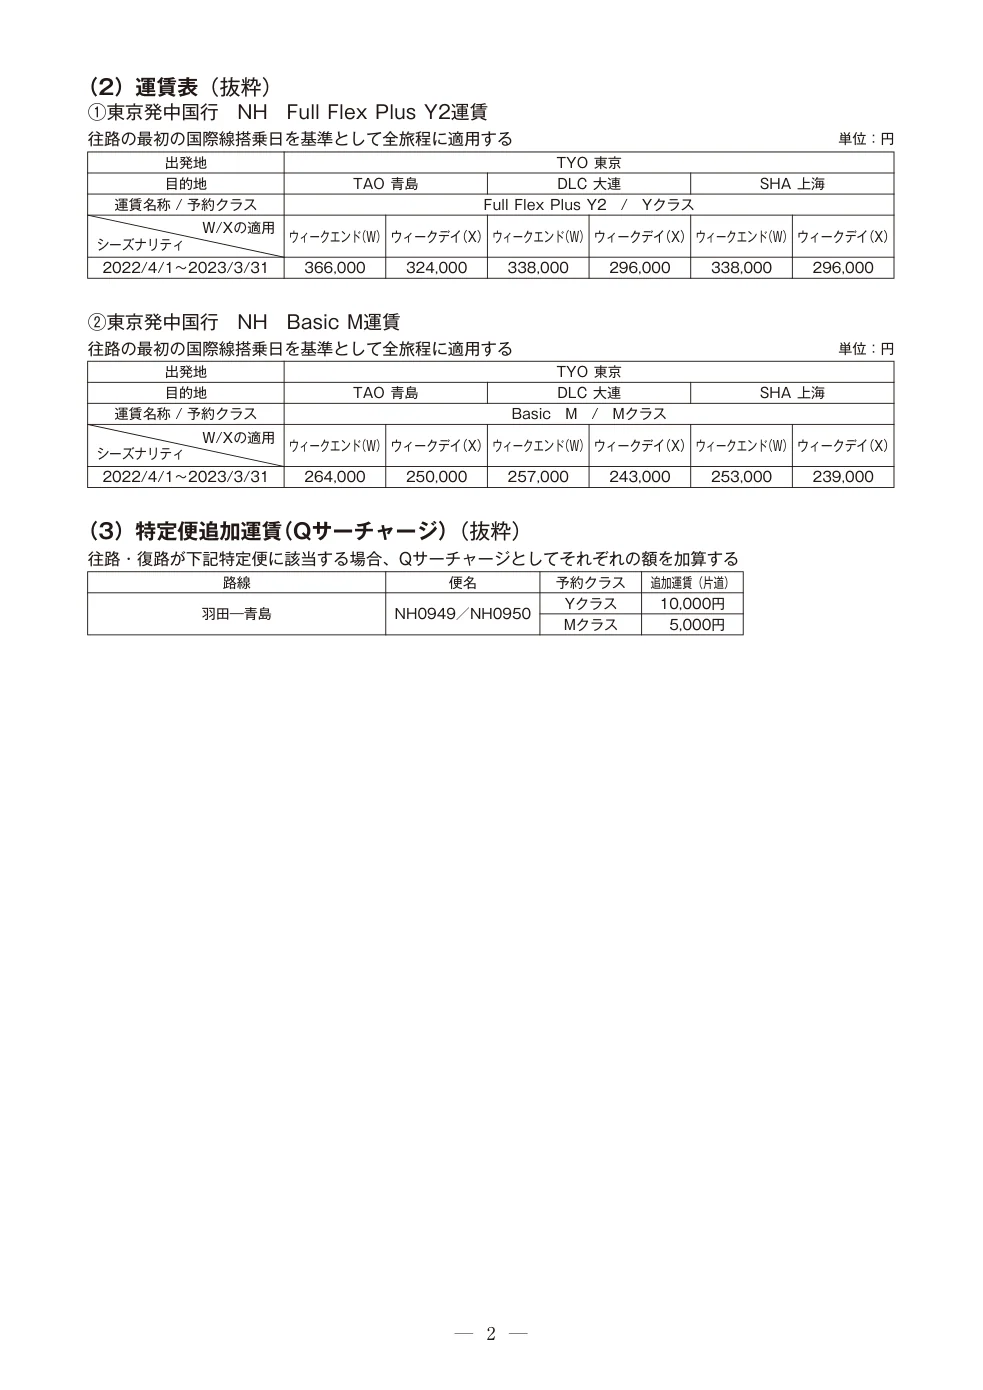 （2）運賃表（抜粋）
①東京発中国行　NH　Full Flex Plus Y2運賃
往路の最初の国際線搭乗日を基準として全旅程に適用する　単位：円
出発地　TYO 東京
目的地　TAO 青島　DLC 大連　SHA 上海
運賃名称 / 予約クラス　Full Flex Plus Y2　/　Yクラス
W/Xの適用
シーズナリティ　ウィークエンド(W)　ウィークデイ(X)　ウィークエンド(W)　ウィークデイ(X)　ウィークエンド(W)　ウィークデイ(X)
2022/4/1～2023/3/31　366,000　324,000　338,000　296,000　338,000　296,000
②東京発中国行　NH　Basic M運賃
往路の最初の国際線搭乗日を基準として全旅程に適用する　単位：円
出発地　TYO 東京
目的地　TAO 青島　DLC 大連　SHA 上海
運賃名称 / 予約クラス　Basic　M　/　Mクラス
W/Xの適用
シーズナリティ　ウィークエンド(W)　ウィークデイ(X)　ウィークエンド(W)　ウィークデイ(X)　ウィークエンド(W)　ウィークデイ(X)
2022/4/1～2023/3/31　264,000　250,000　257,000　243,000　253,000　239,000
（3）特定便追加運賃（Qサーチャージ）（抜粋）
往路・復路が下記特定便に該当する場合、Qサーチャージとしてそれぞれの額を加算する
路線　便名　予約クラス　追加運賃（片道）
羽田―青島　NH0949／NH0950　Yクラス　10,000円
Mクラス　5,000円
― 2 ―